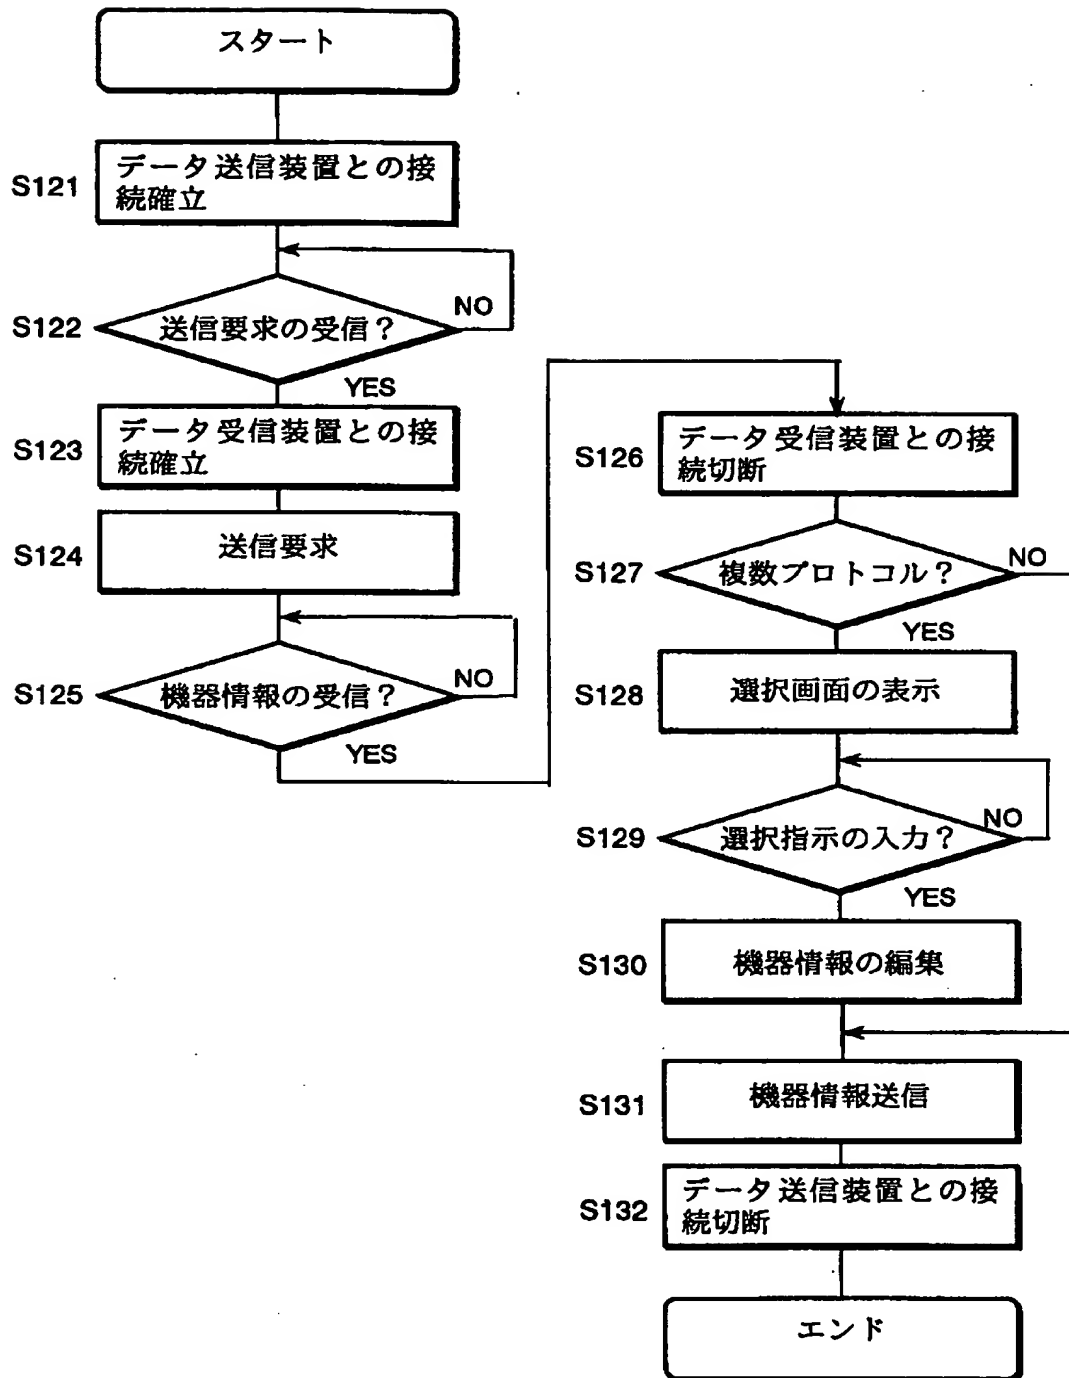 スタート
S121
データ送信装置との接
続確立
S122
送信要求の受信？
NO
YES
S123
データ受信装置との接
続確立
S124
送信要求
S125
機器情報の受信？
NO
YES
S126
データ受信装置との接
続切断
S127
複数プロトコル？
NO
YES
S128
選択画面の表示
S129
選択指示の入力？
NO
YES
S130
機器情報の編集
S131
機器情報送信
S132
データ送信装置との接
続切断
エンド